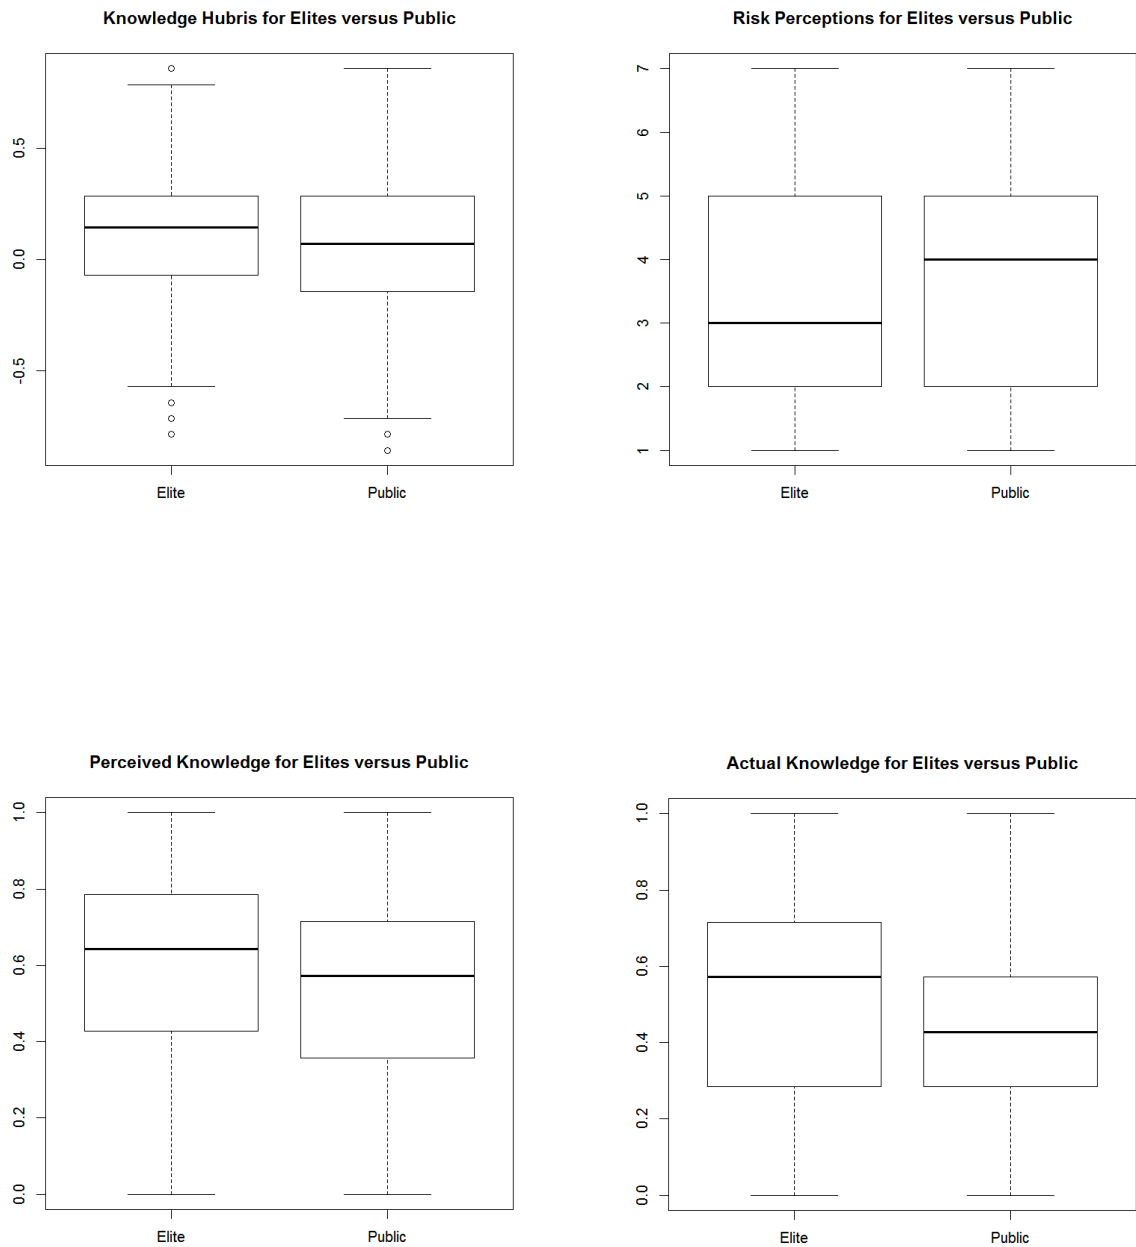 Knowledge Hubris for Elites versus Public
0.5
0.0
-0.5
Elite Public
Risk Perceptions for Elites versus Public
7
6
5
4
3
2
1
Elite Public
Perceived Knowledge for Elites versus Public
1.0
0.8
0.6
0.4
0.2
0.0
Elite Public
Actual Knowledge for Elites versus Public
1.0
0.8
0.6
0.4
0.2
0.0
Elite Public